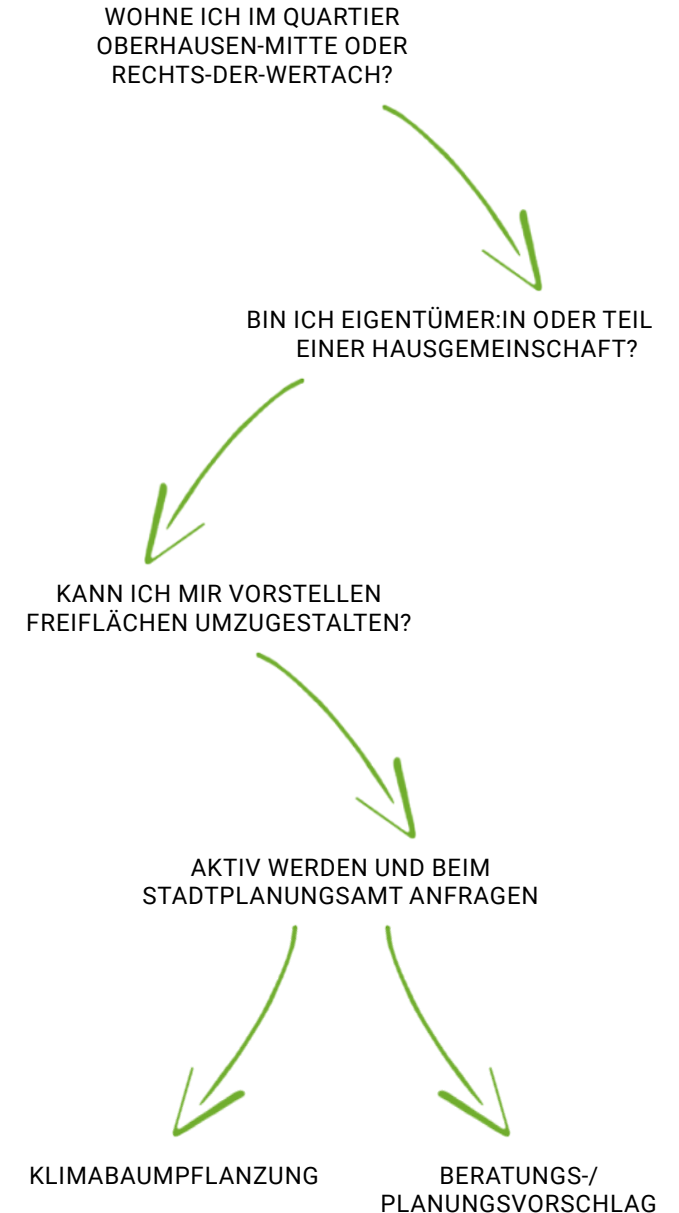 WOHNE ICH IM QUARTIER
OBERHAUSEN-MITTE ODER
RECHTS-DER-WERTACH?
BIN ICH EIGENTÜMER:IN ODER TEIL
EINER HAUSGEMEINSCHAFT?
KANN ICH MIR VORSTELLEN
FREIFLÄCHEN UMZUGESTALTEN?
AKTIV WERDEN UND BEIM
STADTPLANUNGSAMT ANFRAGEN
KLIMABAUMPFLANZUNG
BERATUNGS-/
PLANUNGSVORSCHLAG